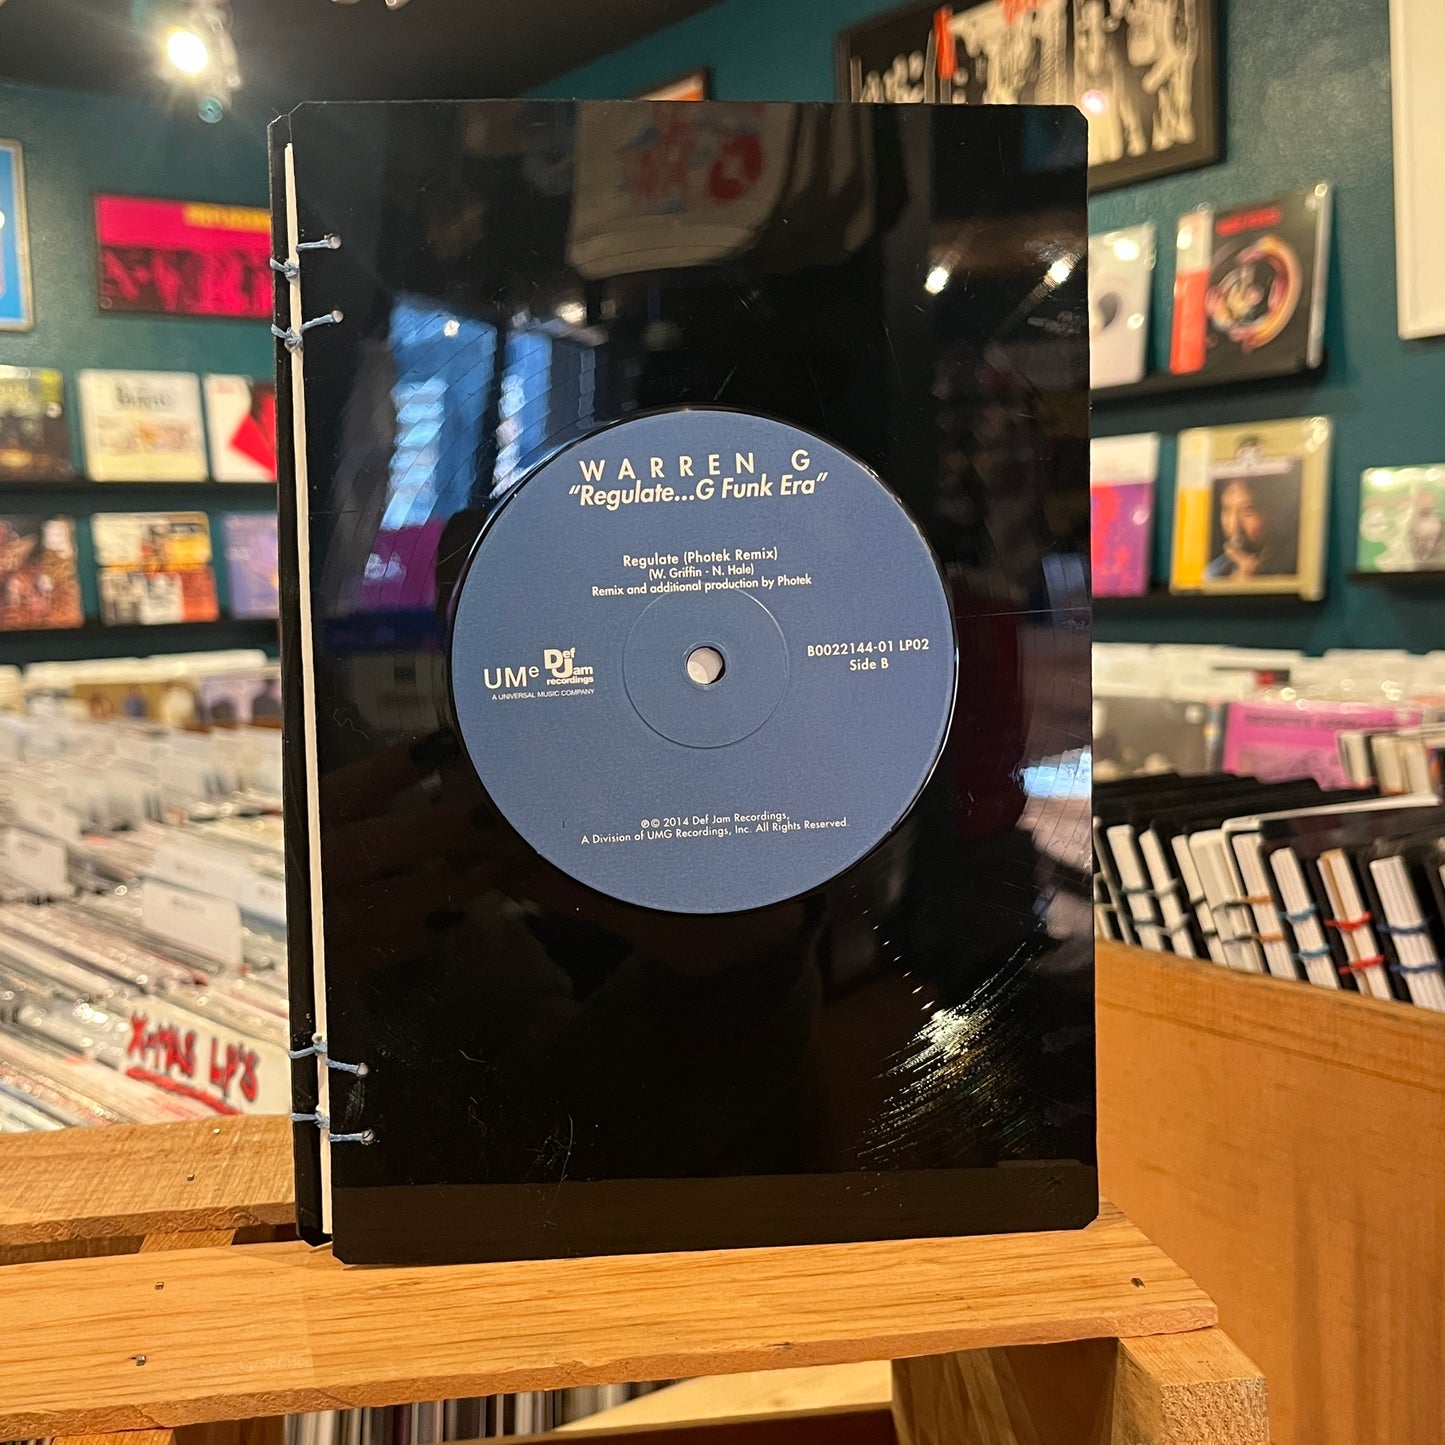 WARREN G
“Regulate...G Funk Era”
Regulate (Photek Remix)
(W. Griffin - N. Hale)
Remix and additional production by Photek
UMe
Def
Jam
recordings
A UNIVERSAL MUSIC COMPANY
B0022144-01 LP02
Side B
℗© 2014 Def Jam Recordings,
A Division of UMG Recordings, Inc. All Rights Reserved.
X-MAS LP'S